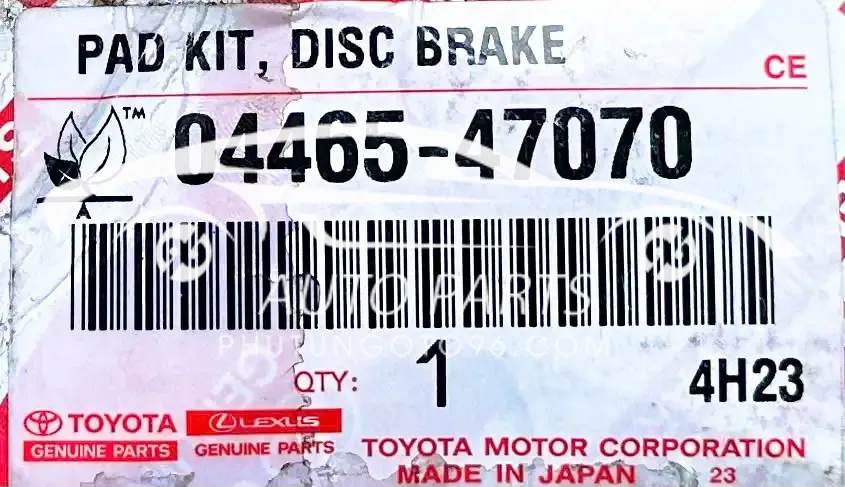 PAD KIT, DISC BRAKE
CE
TM
04465-47070
A
AUTO PARTS
PHUTUNGOTO96.COM
QTY: 1
4H23
TOYOTA LEXUS
GENUINE PARTS GENUINE PARTS
TOYOTA MOTOR CORPORATION
MADE IN JAPAN 23